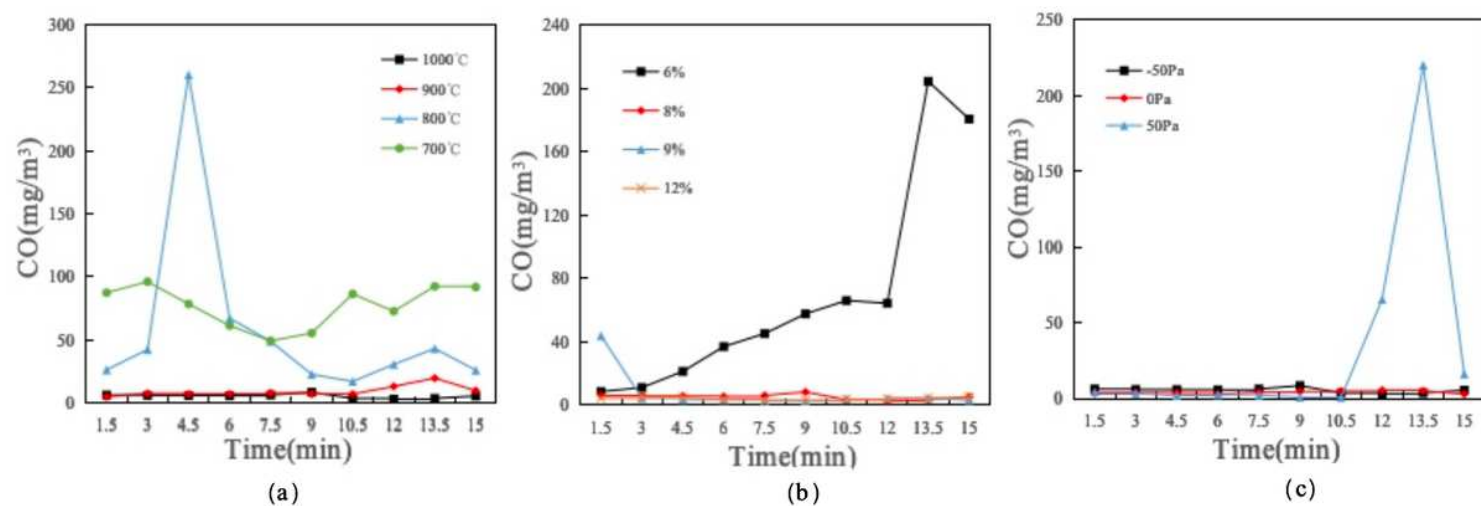 300
250
200
150
100
50
0
CO(mg/m³)
1000℃
900℃
800℃
700℃
1.5 3 4.5 6 7.5 9 10.5 12 13.5 15
Time(min)
(a)
240
200
160
120
80
40
0
CO(mg/m³)
6%
8%
9%
12%
1.5 3 4.5 6 7.5 9 10.5 12 13.5 15
Time(min)
(b)
250
200
150
100
50
0
CO(mg/m³)
-50Pa
0Pa
50Pa
1.5 3 4.5 6 7.5 9 10.5 12 13.5 15
Time(min)
(c)